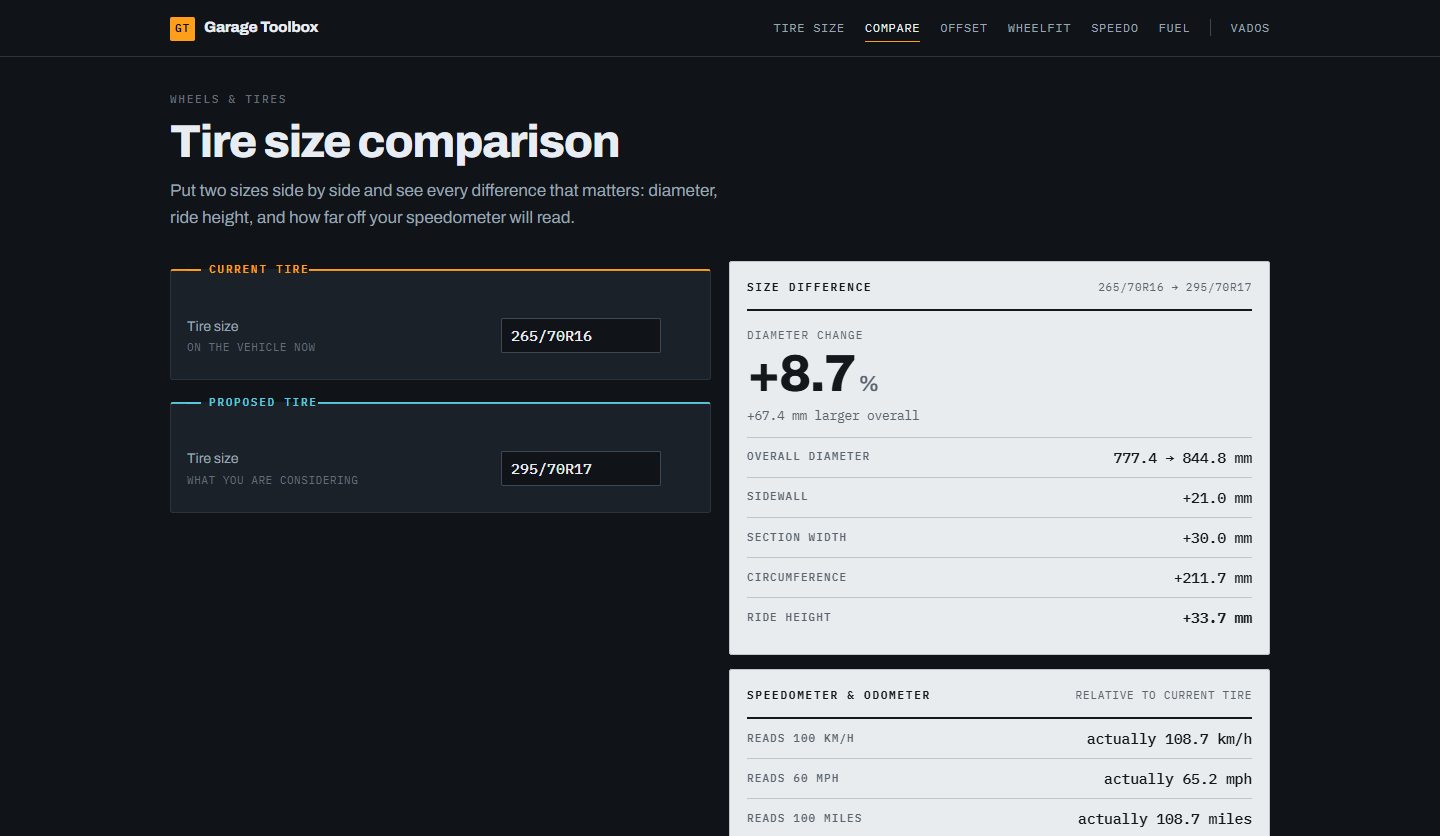 GT Garage Toolbox
TIRE SIZE COMPARE OFFSET WHEELFIT SPEEDO FUEL VADOS
WHEELS & TIRES
Tire size comparison
Put two sizes side by side and see every difference that matters: diameter,
ride height, and how far off your speedometer will read.
CURRENT TIRE
Tire size
ON THE VEHICLE NOW
265/70R16
PROPOSED TIRE
Tire size
WHAT YOU ARE CONSIDERING
295/70R17
SIZE DIFFERENCE 265/70R16 → 295/70R17
DIAMETER CHANGE
+8.7 %
+67.4 mm larger overall
OVERALL DIAMETER 777.4 → 844.8 mm
SIDEWALL +21.0 mm
SECTION WIDTH +30.0 mm
CIRCUMFERENCE +211.7 mm
RIDE HEIGHT +33.7 mm
SPEEDOMETER & ODOMETER RELATIVE TO CURRENT TIRE
READS 100 KM/H actually 108.7 km/h
READS 60 MPH actually 65.2 mph
READS 100 MILES actually 108.7 miles